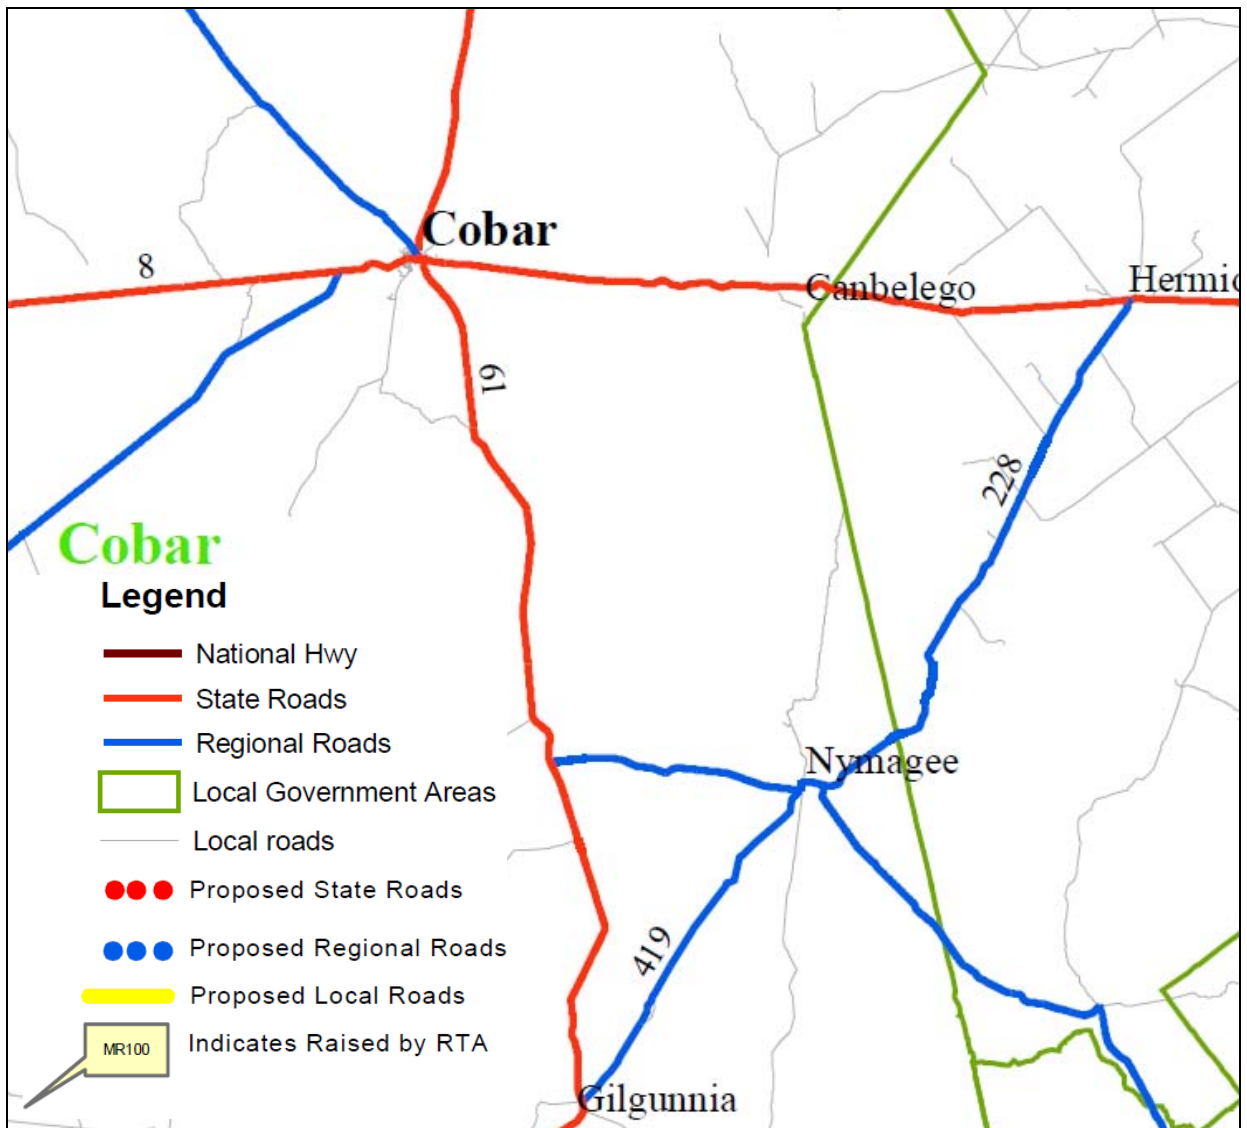 Cobar
8
Canbelego
Hermid
61
228
Cobar
Legend
National Hwy
State Roads
Regional Roads
Nymagee
Local Government Areas
Local roads
Proposed State Roads
Proposed Regional Roads
419
Proposed Local Roads
MR100
Indicates Raised by RTA
Gilgunnia